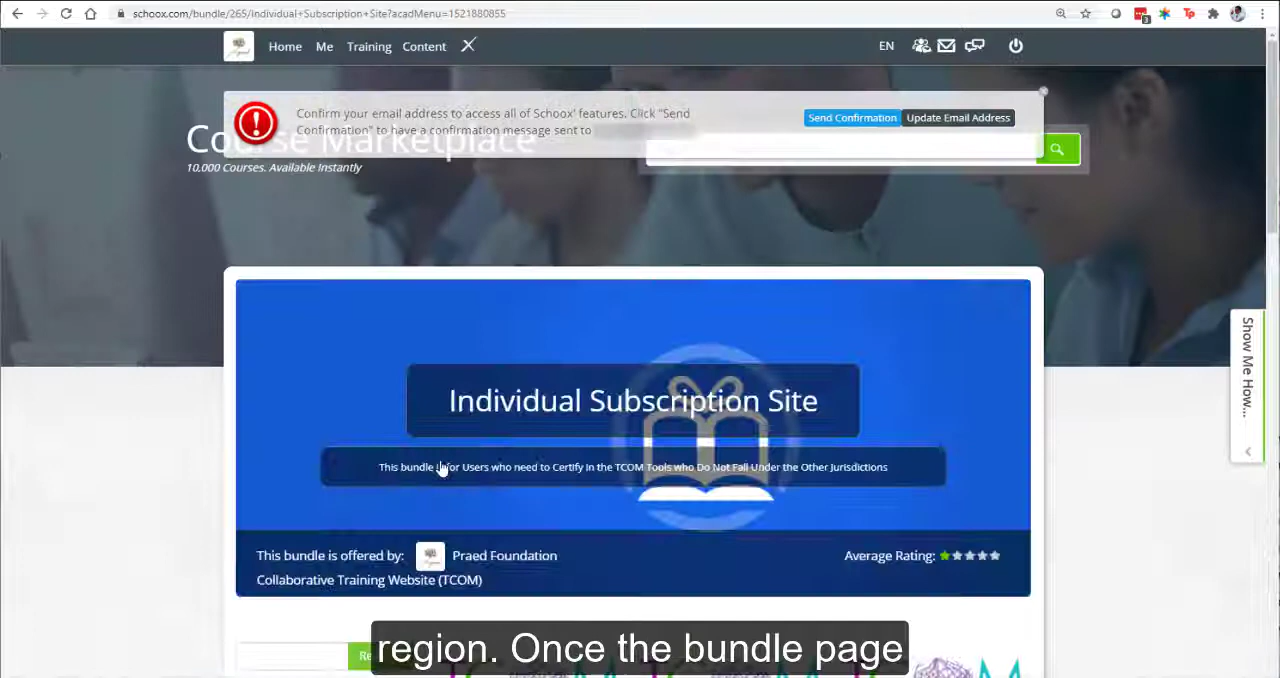 schoox.com/bundle/265/Individual+Subscription+Site?acadMenu=1521880855
Home Me Training Content
EN
Confirm your email address to access all of Schoox' features. Click "Send
Confirmation" to have a confirmation message sent to
Send Confirmation
Update Email Address
Course Marketplace
10,000 Courses. Available Instantly
Show Me How...
Individual Subscription Site
This bundle is for Users who need to Certify in the TCOM Tools who Do Not Fall Under the Other Jurisdictions
This bundle is offered by: Praed Foundation
Collaborative Training Website (TCOM)
Average Rating:
region. Once the bundle page